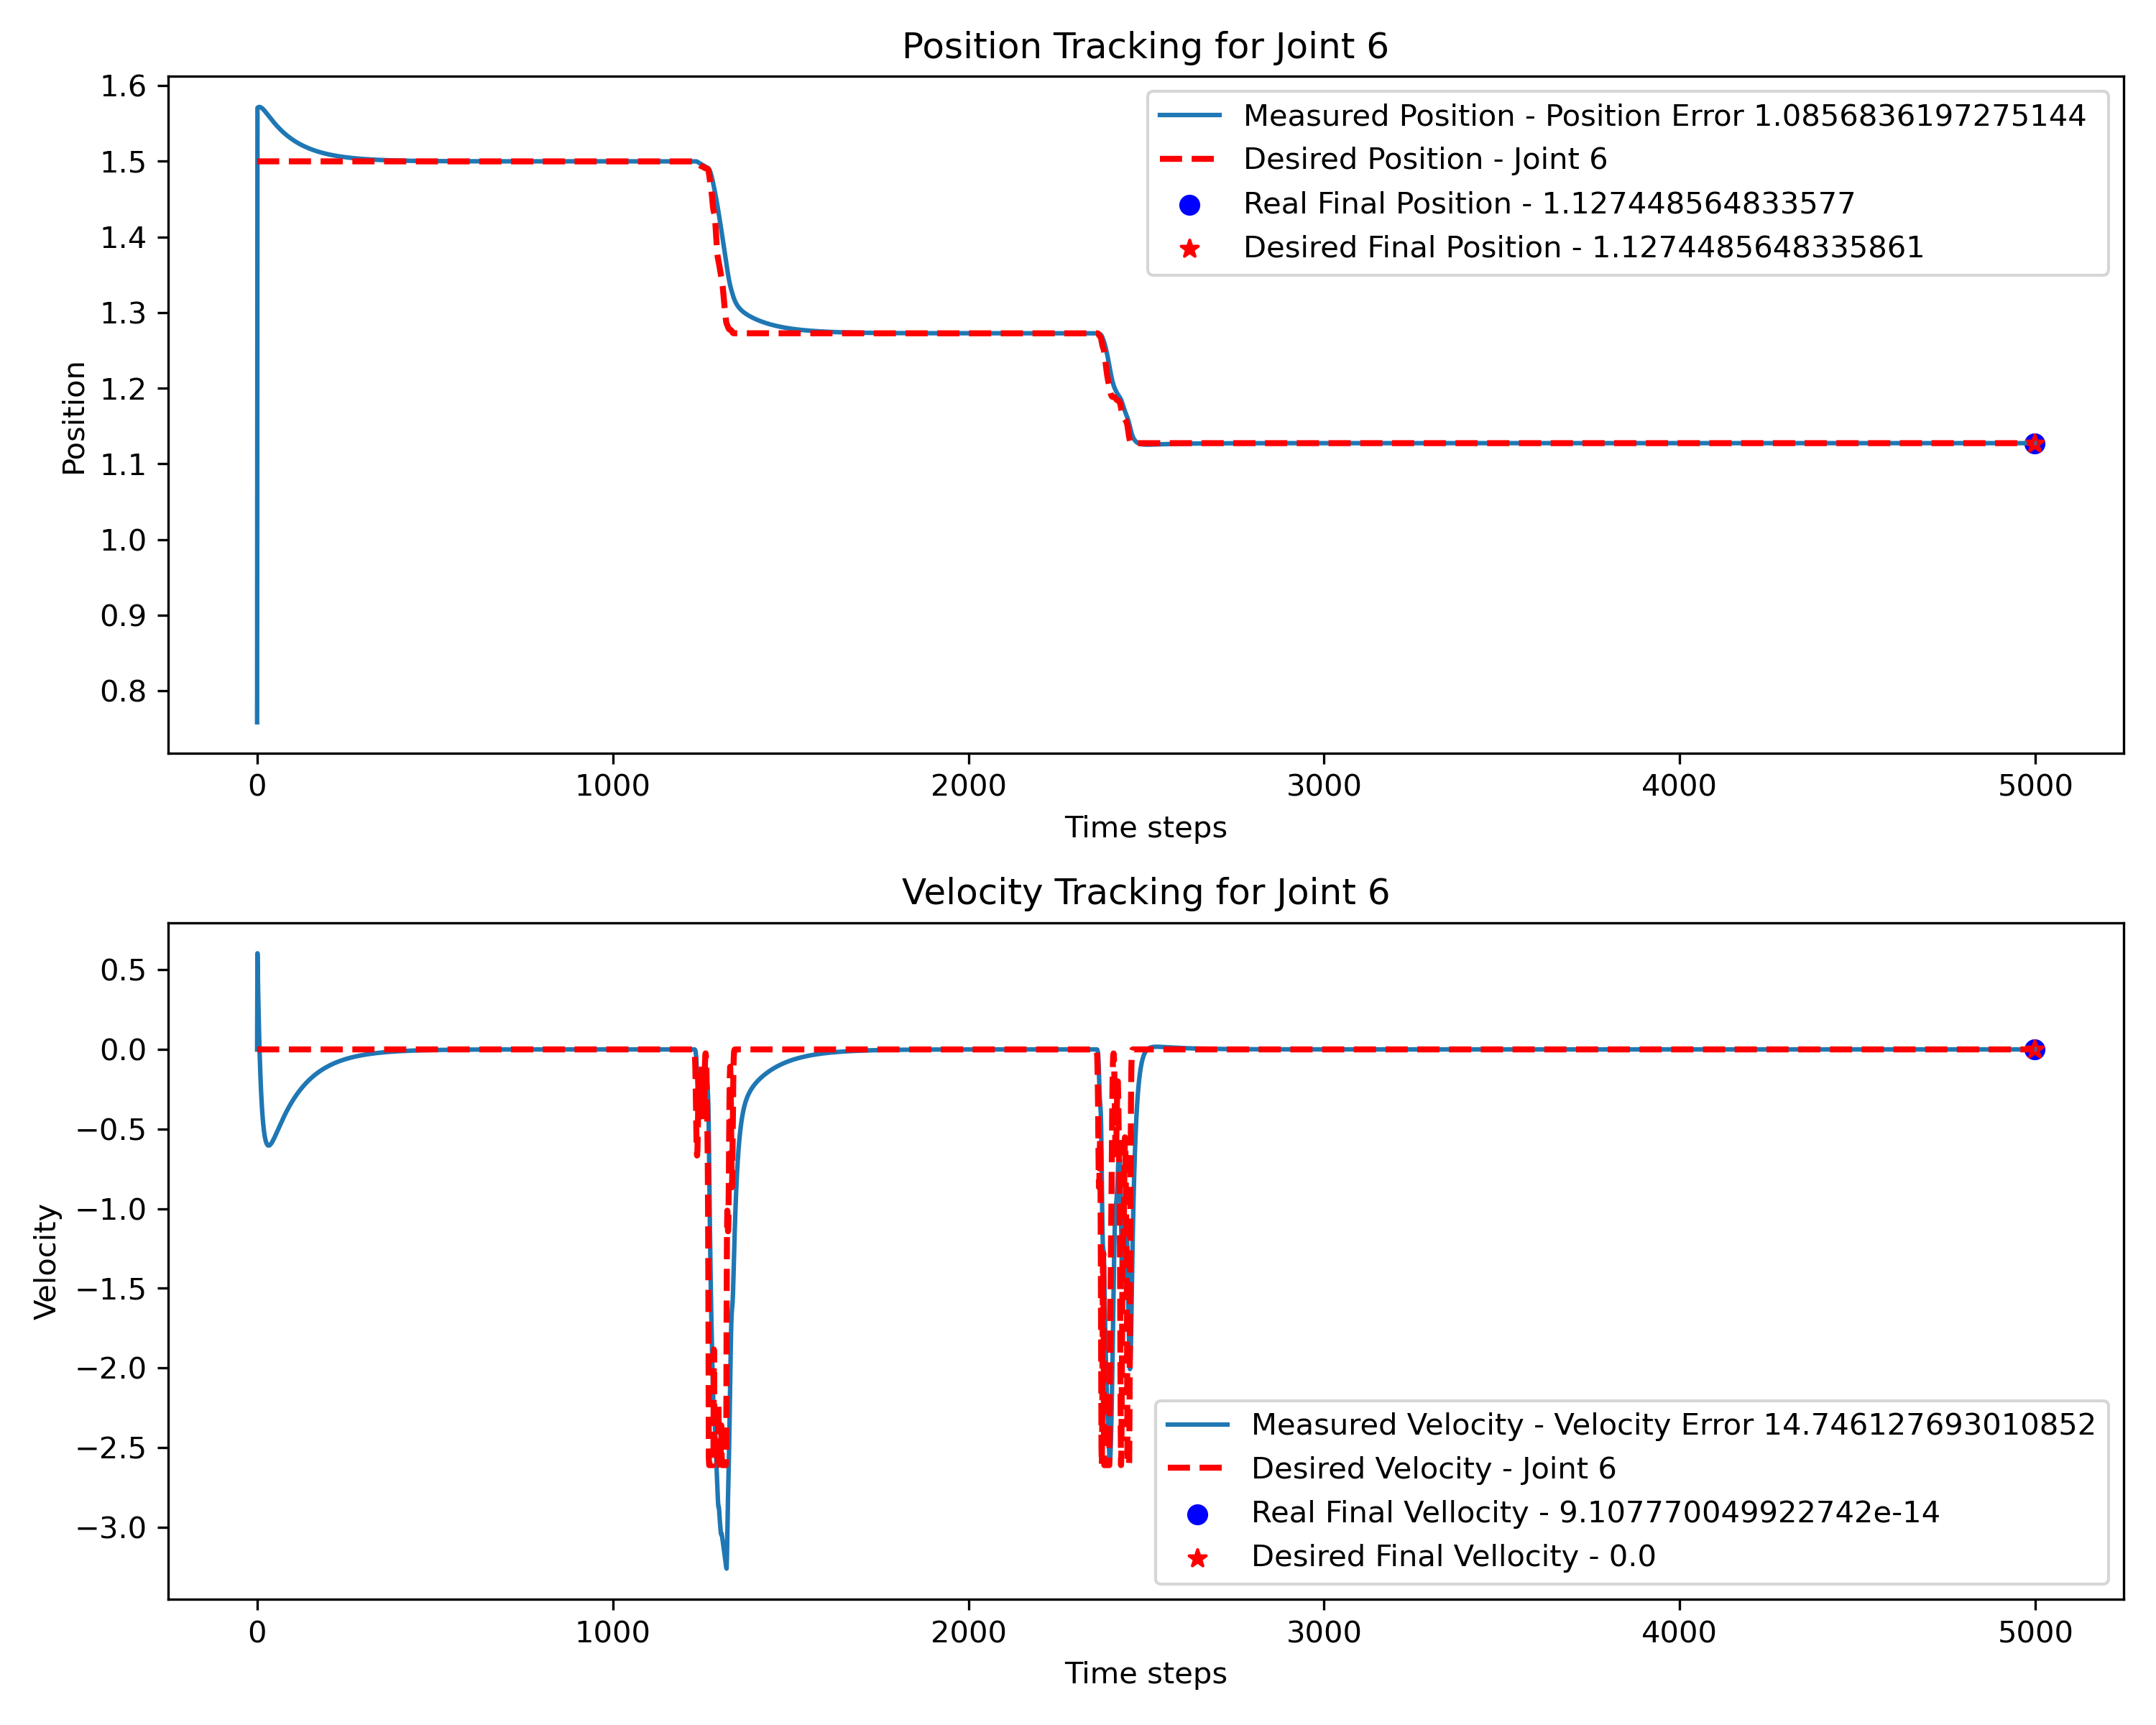 Position Tracking for Joint 6
1.6
1.5
1.4
1.3
1.2
1.1
1.0
0.9
0.8
Position
Measured Position - Position Error 1.0856836197275144
Desired Position - Joint 6
Real Final Position - 1.127448564833577
Desired Final Position - 1.1274485648335861
0 1000 2000 3000 4000 5000
Time steps
Velocity Tracking for Joint 6
0.5
0.0
−0.5
−1.0
−1.5
−2.0
−2.5
−3.0
Velocity
Measured Velocity - Velocity Error 14.746127693010852
Desired Velocity - Joint 6
Real Final Vellocity - 9.107770049922742e-14
Desired Final Vellocity - 0.0
0 1000 2000 3000 4000 5000
Time steps